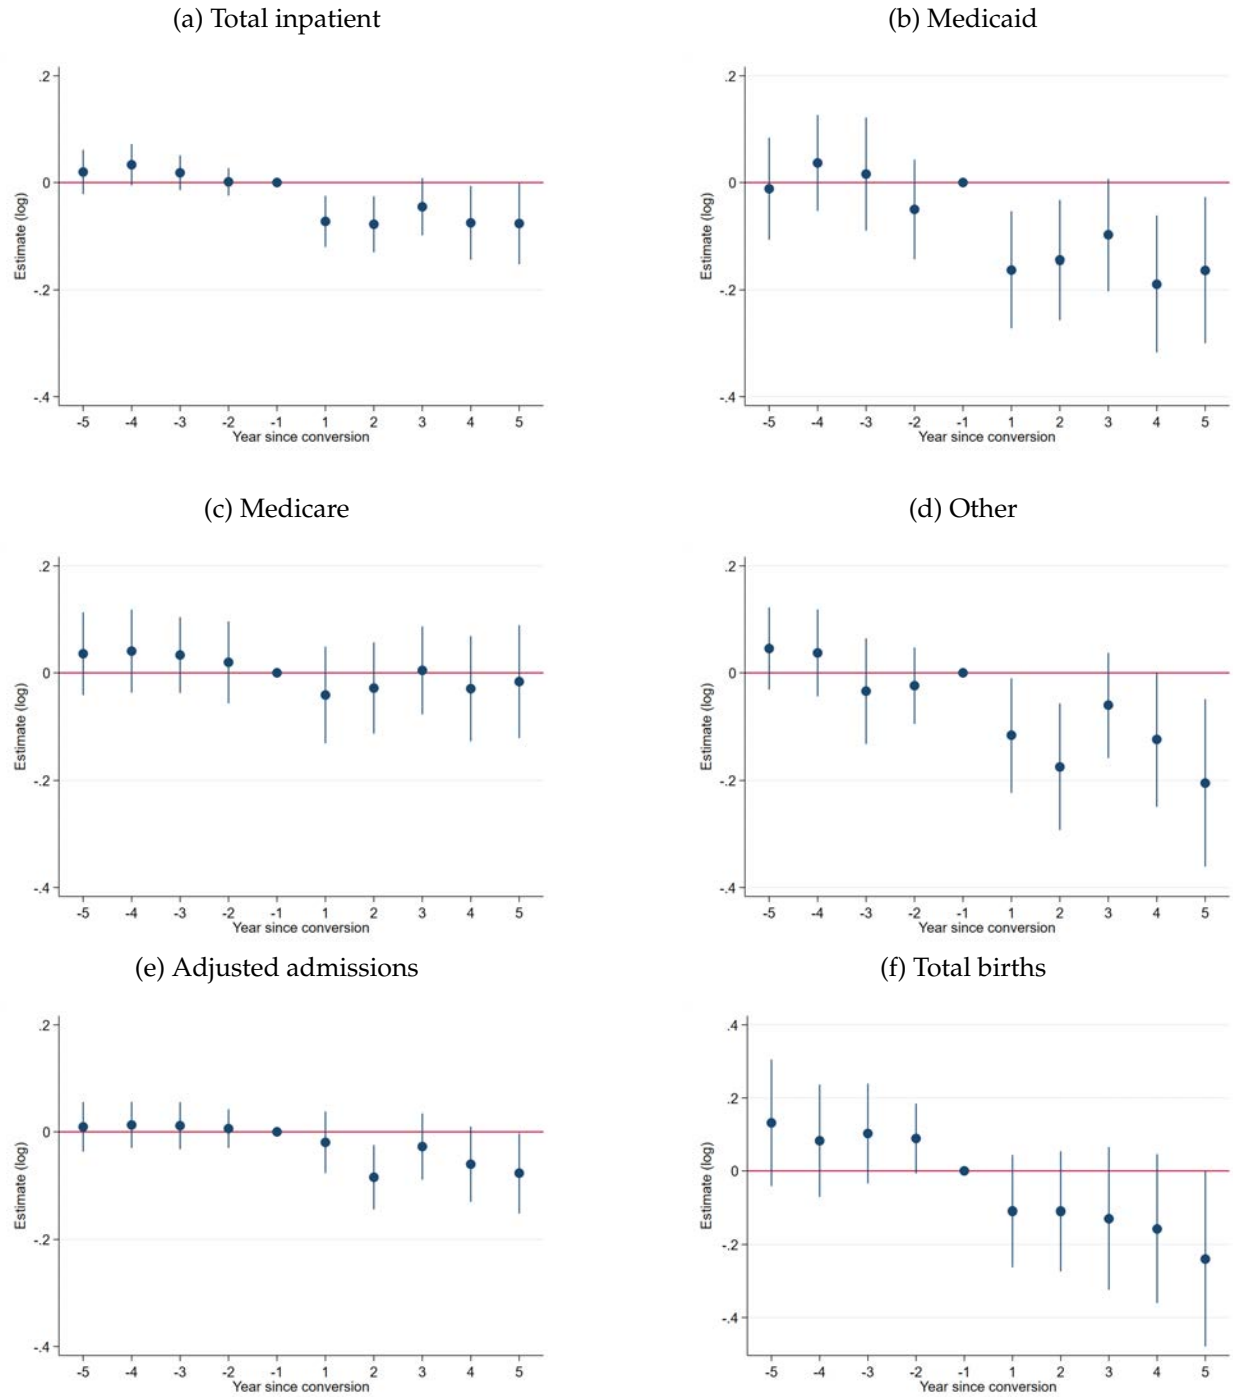 (a) Total inpatient
.2
0
-.2
-.4
Estimate (log)
-5 -4 -3 -2 -1 1 2 3 4 5
Year since conversion
(b) Medicaid
.2
0
-.2
-.4
Estimate (log)
-5 -4 -3 -2 -1 1 2 3 4 5
Year since conversion
(c) Medicare
.2
0
-.2
-.4
Estimate (log)
-5 -4 -3 -2 -1 1 2 3 4 5
Year since conversion
(d) Other
.2
0
-.2
-.4
Estimate (log)
-5 -4 -3 -2 -1 1 2 3 4 5
Year since conversion
(e) Adjusted admissions
.2
0
-.2
-.4
Estimate (log)
-5 -4 -3 -2 -1 1 2 3 4 5
Year since conversion
(f) Total births
.4
.2
0
-.2
-.4
Estimate (log)
-5 -4 -3 -2 -1 1 2 3 4 5
Year since conversion